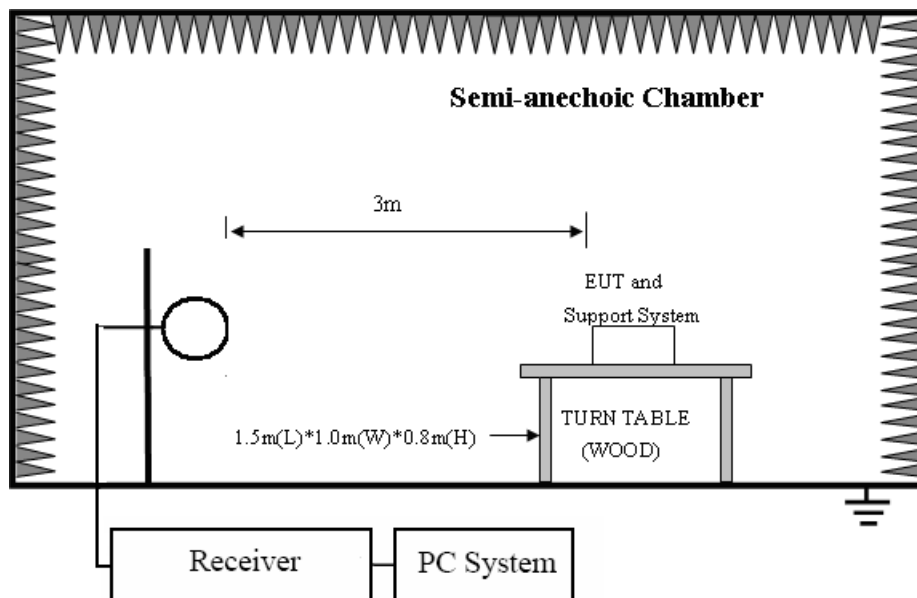 Semi-anechoic Chamber
3m
EUT and
Support System
1.5m(L)*1.0m(W)*0.8m(H)
TURN TABLE
(WOOD)
Receiver
PC System